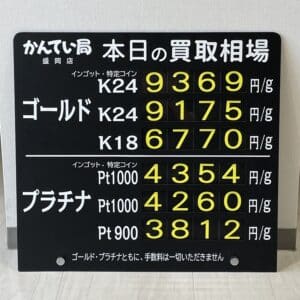 かんてい局 本日の買取相場
盛岡店
インゴット・特定コイン
K24 9369 円/g
ゴールド K24 9175 円/g
K18 6770 円/g
インゴット・特定コイン
Pt1000 4354 円/g
プラチナ Pt1000 4260 円/g
Pt900 3812 円/g
ゴールド・プラチナともに、手数料は一切いただきません